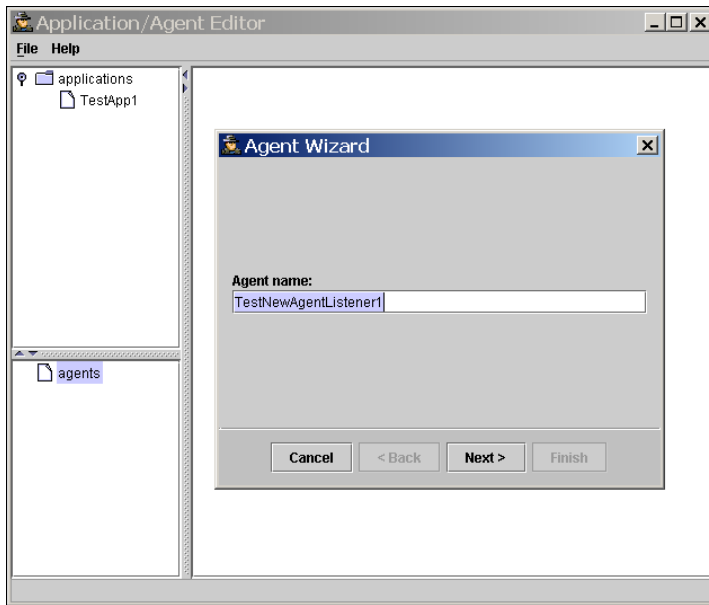 Application/Agent Editor
File Help
applications
TestApp1
Agent Wizard
Agent name:
TestNewAgentListener1
agents
Cancel < Back Next > Finish